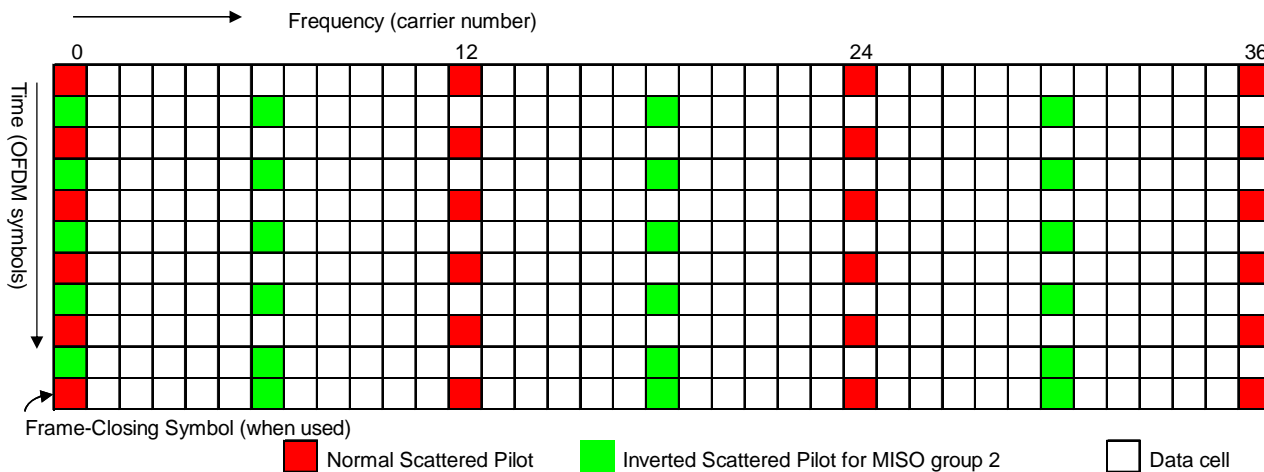 Frequency (carrier number)
0 12 24 36
Time (OFDM symbols)
Frame-Closing Symbol (when used)
Normal Scattered Pilot Inverted Scattered Pilot for MISO group 2 Data cell